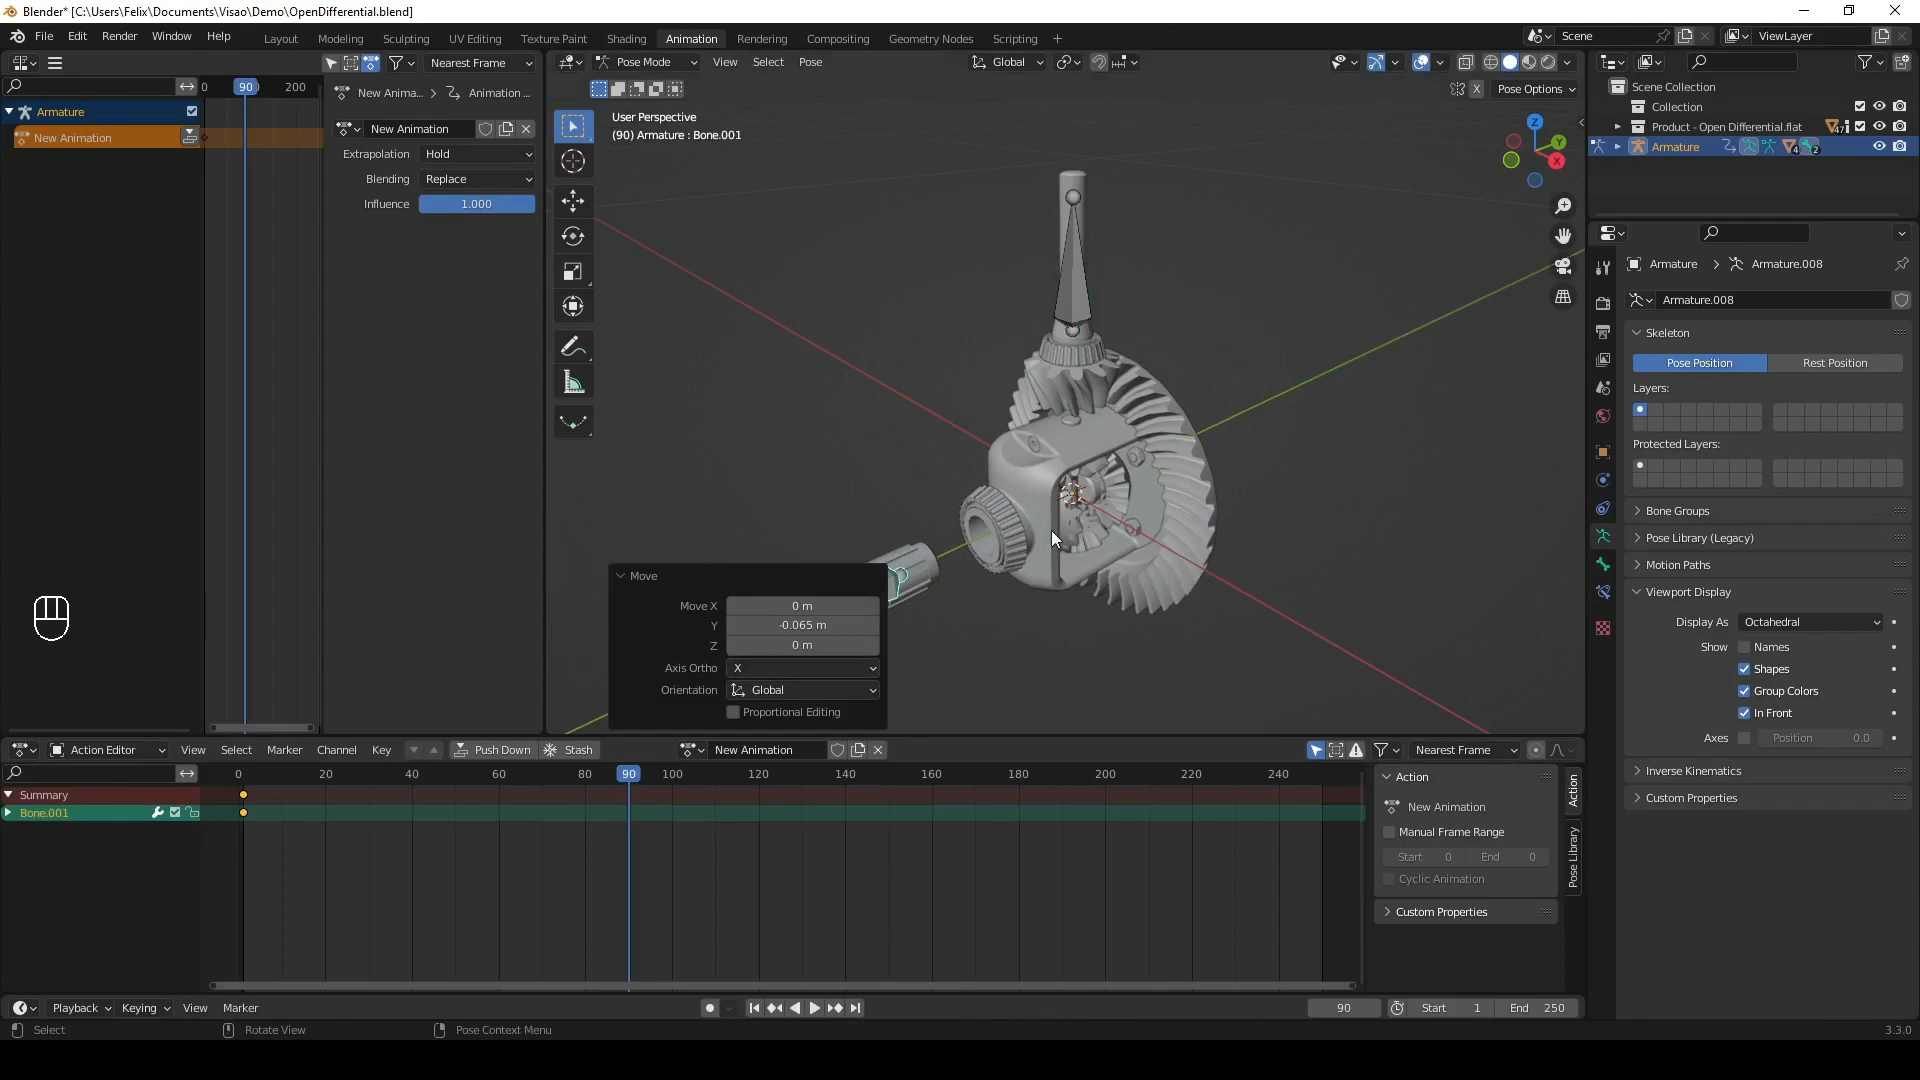 Blender* [C:\Users\Felix\Documents\Visao\Demo\OpenDifferential.blend]
File Edit Render Window Help Layout Modeling Sculpting UV Editing Texture Paint Shading Animation Rendering Compositing Geometry Nodes Scripting Scene ViewLayer
Nearest Frame Pose Mode View Select Pose Global
0 90 200 New Anima... Animation ... X Pose Options
Armature
New Animation
New Animation
Extrapolation Hold
Blending Replace
Influence 1.000
User Perspective
(90) Armature : Bone.001
Z
Y
X
Scene Collection
Collection
Product - Open Differential.flat 47
Armature 4 2
Armature Armature.008
Armature.008
Skeleton
Pose Position Rest Position
Layers:
Protected Layers:
Bone Groups
Pose Library (Legacy)
Motion Paths
Viewport Display
Display As Octahedral
Show Names
Shapes
Group Colors
In Front
Axes Position 0.0
Inverse Kinematics
Custom Properties
Move
Move X 0 m
Y -0.065 m
Z 0 m
Axis Ortho X
Orientation Global
Proportional Editing
Action Editor View Select Marker Channel Key Push Down Stash New Animation Nearest Frame
0 20 40 60 80 90 100 120 140 160 180 200 220 240
Summary
Bone.001
Action
New Animation
Manual Frame Range
Start 0 End 0
Cyclic Animation
Custom Properties
Action
Pose Library
Playback Keying View Marker 90 Start 1 End 250
Select Rotate View Pose Context Menu 3.3.0